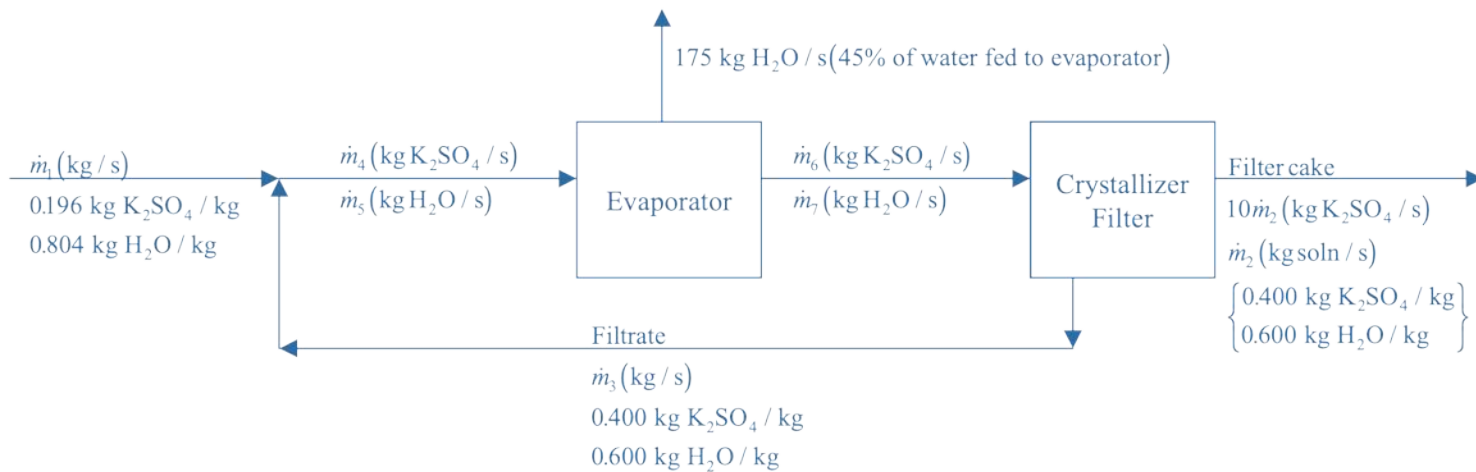 175 kg H₂O / s(45% of water fed to evaporator)
ṁ₁(kg / s)
0.196 kg K₂SO₄ / kg
0.804 kg H₂O / kg
ṁ₄(kg K₂SO₄ / s)
ṁ₅(kg H₂O / s)
Evaporator
ṁ₆(kg K₂SO₄ / s)
ṁ₇(kg H₂O / s)
Crystallizer
Filter
Filter cake
10ṁ₂(kg K₂SO₄ / s)
ṁ₂(kg soln / s)
{0.400 kg K₂SO₄ / kg}
{0.600 kg H₂O / kg}
Filtrate
ṁ₃(kg / s)
0.400 kg K₂SO₄ / kg
0.600 kg H₂O / kg